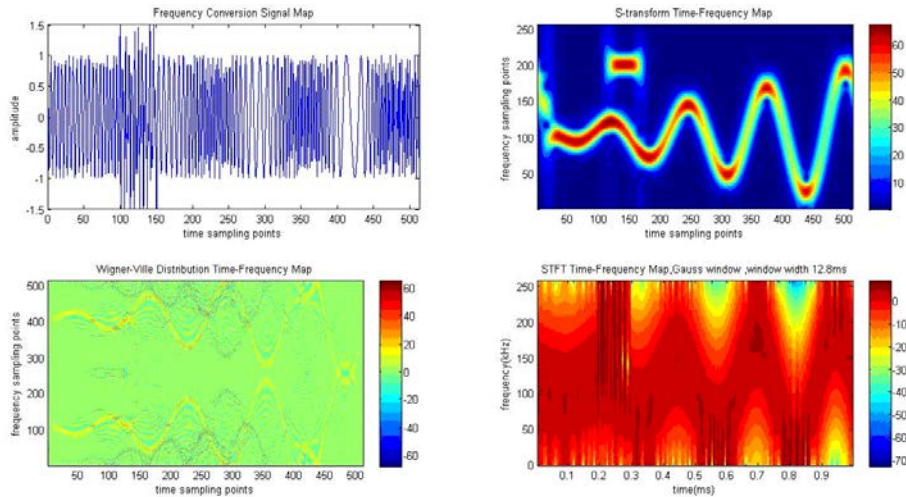 Frequency Conversion Signal Map
1.5
1
0.5
0
-0.5
-1
-1.5
amplitude
0 50 100 150 200 250 300 350 400 450 500
time sampling points
S-transform Time-Frequency Map
250
200
150
100
50
frequency sampling points
50 100 150 200 250 300 350 400 450 500
time sampling points
60
50
40
30
20
10
Wigner-Ville Distribution Time-Frequency Map
500
400
300
200
100
frequency sampling points
50 100 150 200 250 300 350 400 450 500
time sampling points
60
40
20
0
-20
-40
-60
STFT Time-Frequency Map,Gauss window ,window width 12.8ms
250
200
150
100
50
0
frequency(kHz)
0.1 0.2 0.3 0.4 0.5 0.6 0.7 0.8 0.9
time(ms)
0
-10
-20
-30
-40
-50
-60
-70